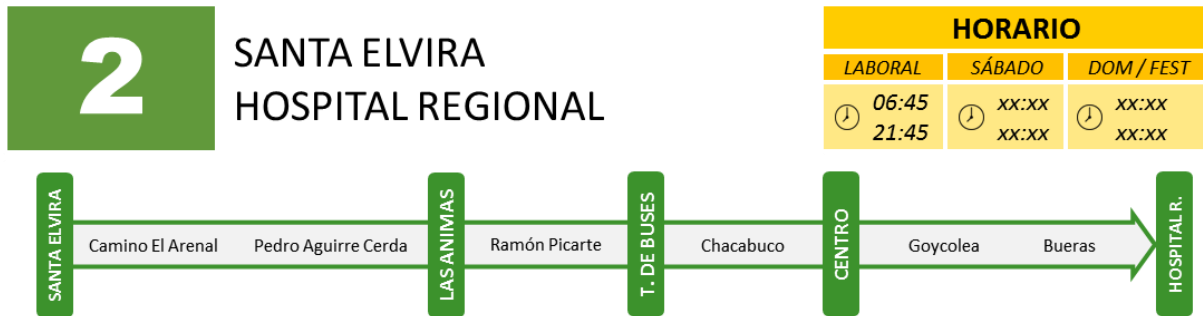 2
SANTA ELVIRA
HOSPITAL REGIONAL
HORARIO
LABORAL SÁBADO DOM / FEST
06:45 xx:xx xx:xx
21:45 xx:xx xx:xx
SANTA ELVIRA
Camino El Arenal
Pedro Aguirre Cerda
LAS ANIMAS
Ramón Picarte
T. DE BUSES
Chacabuco
CENTRO
Goycolea
Bueras
HOSPITAL R.